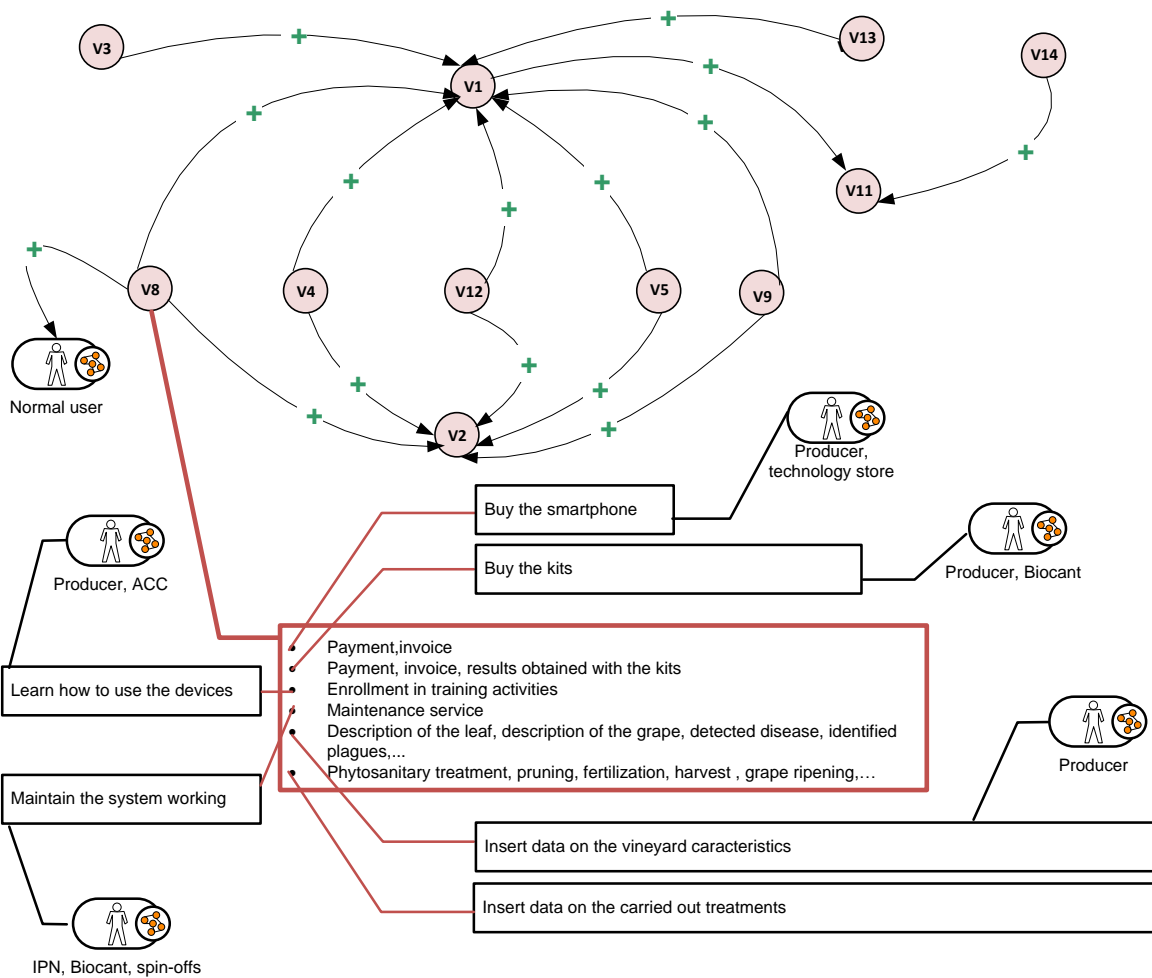 V3
V13
V14
V1
V11
V8
V4
V12
V5
V9
Normal user
V2
Producer,
technology store
Buy the smartphone
Buy the kits
Producer, Biocant
Producer, ACC
Payment,invoice
Payment, invoice, results obtained with the kits
Enrollment in training activities
Maintenance service
Description of the leaf, description of the grape, detected disease, identified
plagues,...
Phytosanitary treatment, pruning, fertilization, harvest , grape ripening,…
Learn how to use the devices
Maintain the system working
Producer
Insert data on the vineyard caracteristics
Insert data on the carried out treatments
IPN, Biocant, spin-offs